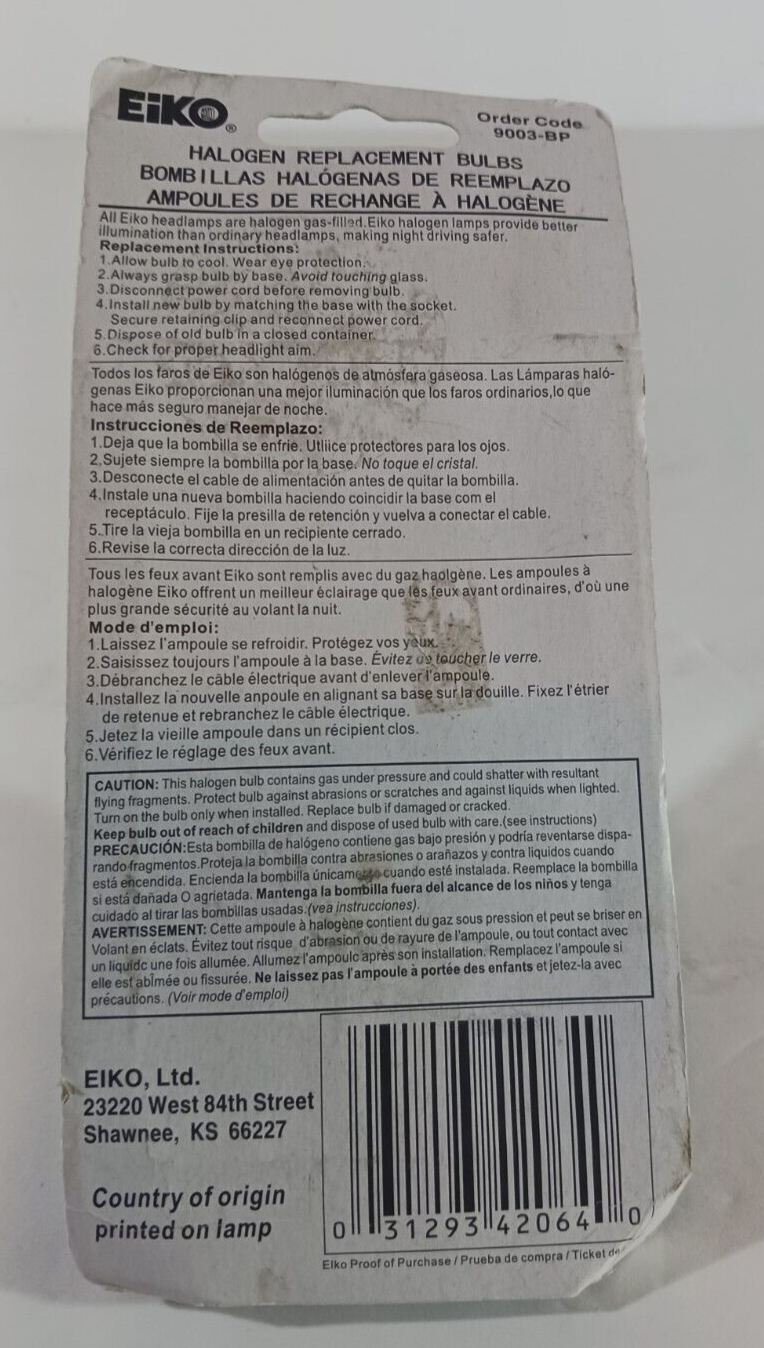 EiKO®
Order Code
9003-BP
HALOGEN REPLACEMENT BULBS
BOMBILLAS HALÓGENAS DE REEMPLAZO
AMPOULES DE RECHANGE À HALOGÈNE
All Eiko headlamps are halogen gas-filled.Eiko halogen lamps provide better
illumination than ordinary headlamps, making night driving safer.
Replacement Instructions:
1.Allow bulb to cool. Wear eye protection.
2.Always grasp bulb by base. Avoid touching glass.
3.Disconnect power cord before removing bulb.
4.Install new bulb by matching the base with the socket.
Secure retaining clip and reconnect power cord.
5.Dispose of old bulb in a closed container.
6.Check for proper headlight aim.
Todos los faros de Eiko son halógenos de atmósfera gaseosa. Las Lámparas haló-
genas Eiko proporcionan una mejor iluminación que los faros ordinarios,lo que
hace más seguro manejar de noche.
Instrucciones de Reemplazo:
1.Deja que la bombilla se enfrie. Utliice protectores para los ojos.
2.Sujete siempre la bombilla por la base. No toque el cristal.
3.Desconecte el cable de alimentación antes de quitar la bombilla.
4.Instale una nueva bombilla haciendo coincidir la base com el
receptáculo. Fije la presilla de retención y vuelva a conectar el cable.
5.Tire la vieja bombilla en un recipiente cerrado.
6.Revise la correcta dirección de la luz.
Tous les feux avant Eiko sont remplis avec du gaz haolgène. Les ampoules à
halogène Eiko offrent un meilleur éclairage que les feux avant ordinaires, d'où une
plus grande sécurité au volant la nuit.
Mode d'emploi:
1.Laissez l'ampoule se refroidir. Protégez vos yeux.
2.Saisissez toujours l'ampoule à la base. Évitez de toucher le verre.
3.Débranchez le câble électrique avant d'enlever l'ampoule.
4.Installez la nouvelle anpoule en alignant sa base sur la douille. Fixez l'étrier
de retenue et rebranchez le câble électrique.
5.Jetez la vieille ampoule dans un récipient clos.
6.Vérifiez le réglage des feux avant.
CAUTION: This halogen bulb contains gas under pressure and could shatter with resultant
flying fragments. Protect bulb against abrasions or scratches and against liquids when lighted.
Turn on the bulb only when installed. Replace bulb if damaged or cracked.
Keep bulb out of reach of children and dispose of used bulb with care.(see instructions)
PRECAUCIÓN:Esta bombilla de halógeno contiene gas bajo presión y podría reventarse dispa-
rando fragmentos.Proteja la bombilla contra abrasiones o arañazos y contra liquidos cuando
está encendida. Encienda la bombilla únicamente cuando esté instalada. Reemplace la bombilla
si está dañada O agrietada. Mantenga la bombilla fuera del alcance de los niños y tenga
cuidado al tirar las bombillas usadas.(vea instrucciones).
AVERTISSEMENT: Cette ampoule à halogène contient du gaz sous pression et peut se briser en
Volant en éclats. Évitez tout risque d'abrasion ou de rayure de l'ampoule, ou tout contact avec
un liquide une fois allumée. Allumez l'ampoule après son installation. Remplacez l'ampoule si
elle est abîmée ou fissurée. Ne laissez pas l'ampoule à portée des enfants et jetez-la avec
précautions. (Voir mode d'emploi)
EIKO, Ltd.
23220 West 84th Street
Shawnee, KS 66227
Country of origin
printed on lamp
0 31293 42064 0
Eiko Proof of Purchase / Prueba de compra / Ticket de